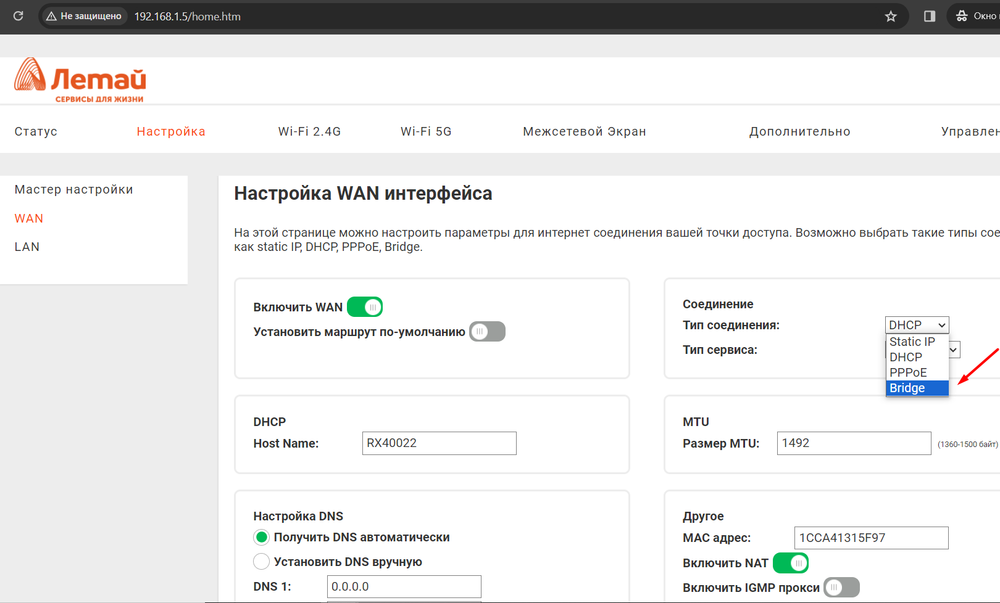 Не защищено 192.168.1.5/home.htm Окно
Летай
СЕРВИСЫ ДЛЯ ЖИЗНИ
Статус Настройка Wi-Fi 2.4G Wi-Fi 5G Межсетевой Экран Дополнительно Управлен
Мастер настройки
WAN
LAN
Настройка WAN интерфейса
На этой странице можно настроить параметры для интернет соединения вашей точки доступа. Возможно выбрать такие типы сое
как static IP, DHCP, PPPoE, Bridge.
Включить WAN
Установить маршрут по-умолчанию
Соединение
Тип соединения: DHCP
Static IP
DHCP
PPPoE
Bridge
Тип сервиса:
DHCP
Host Name: RX40022
MTU
Размер MTU: 1492 (1360-1500 байт)
Настройка DNS
Получить DNS автоматически
Установить DNS вручную
DNS 1: 0.0.0.0
Другое
MAC адрес: 1CCA41315F97
Включить NAT
Включить IGMP прокси